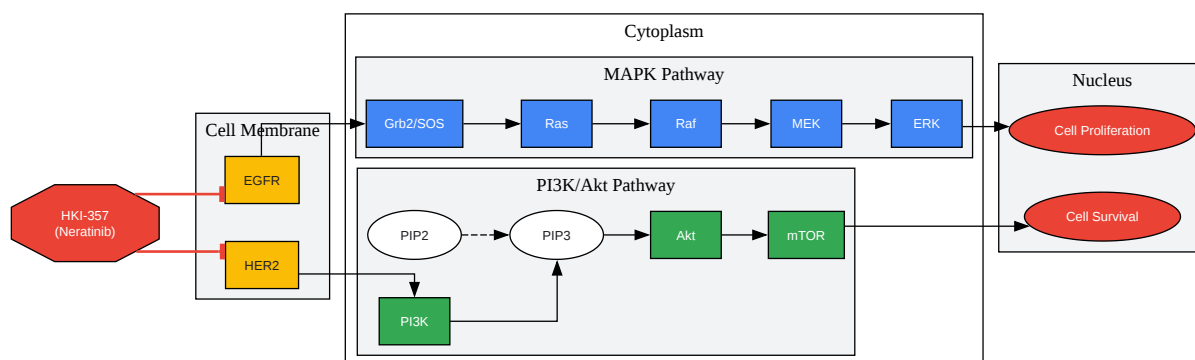 Cytoplasm
MAPK Pathway
Grb2/SOS
Ras
Raf
MEK
ERK
Nucleus
Cell Proliferation
Cell Survival
Cell Membrane
EGFR
HER2
HKI-357
(Neratinib)
PI3K/Akt Pathway
PIP2
PIP3
Akt
mTOR
PI3K